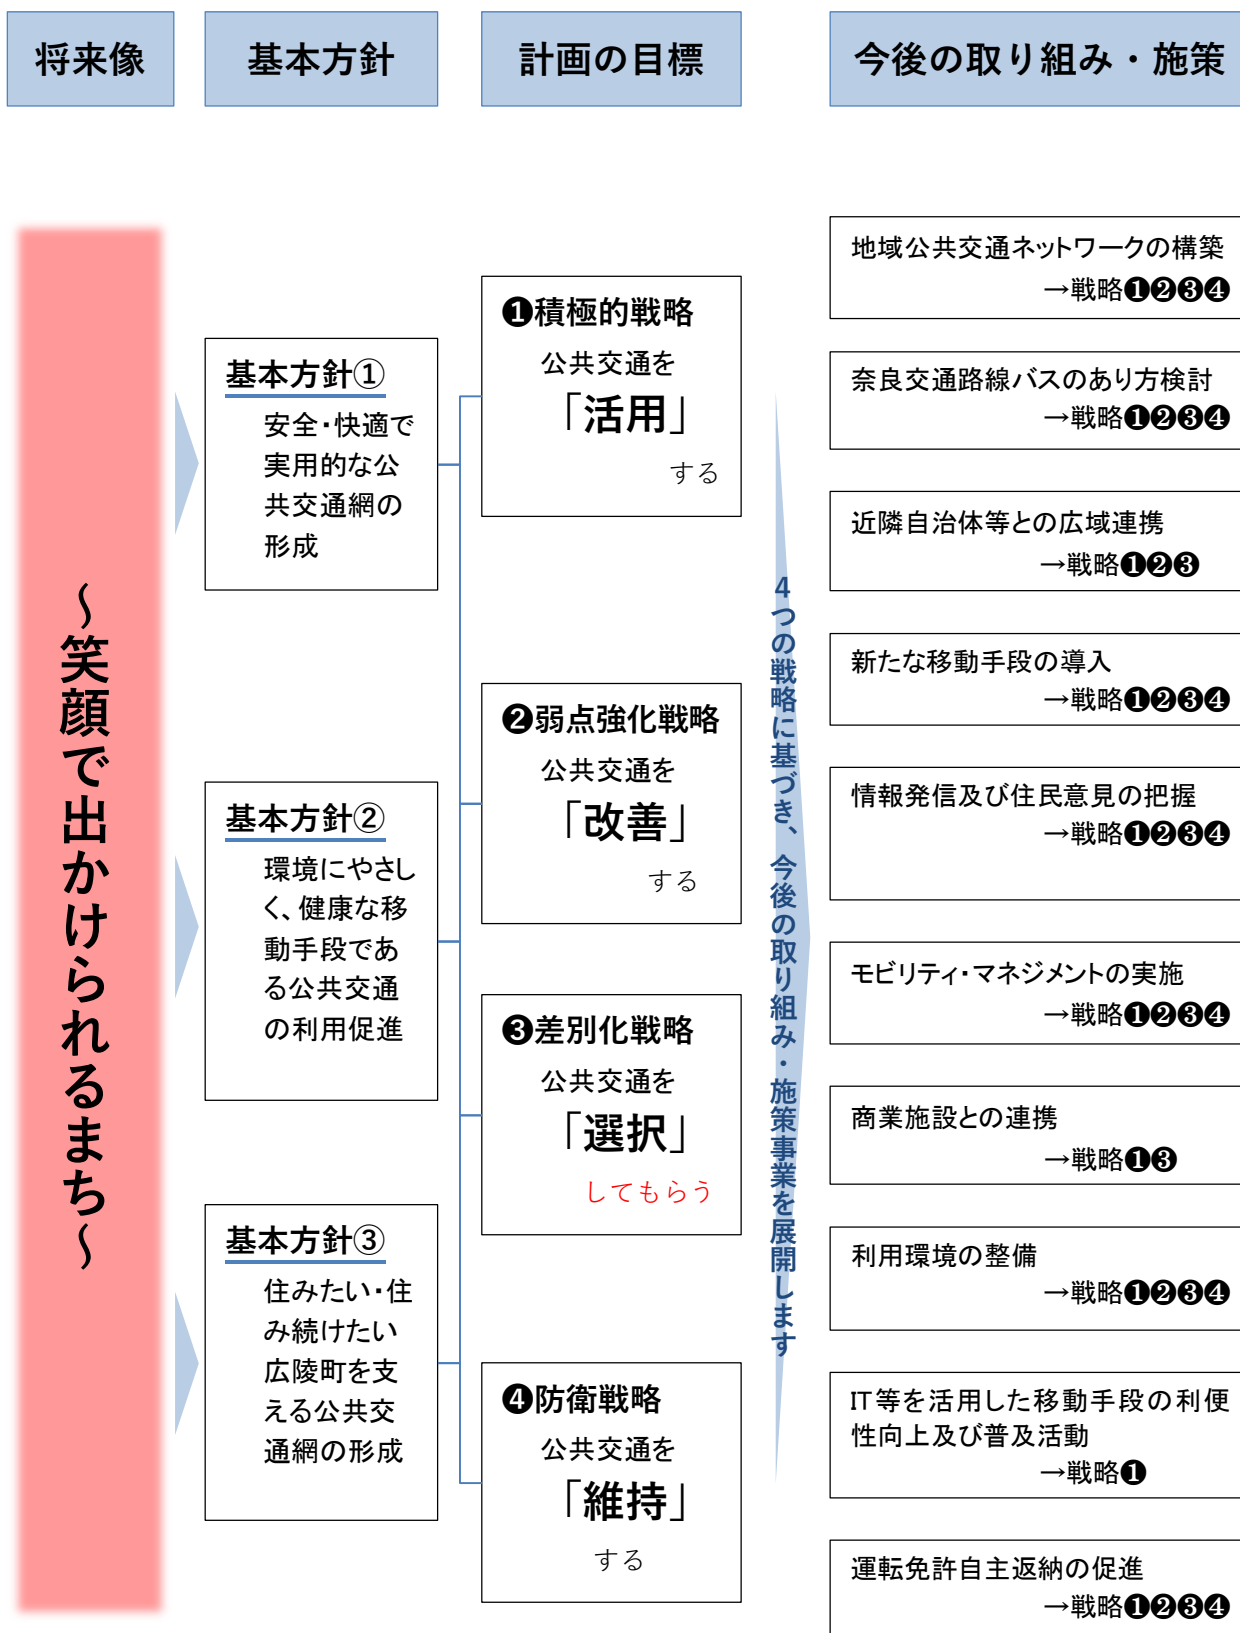 将来像
基本方針
計画の目標
今後の取り組み・施策
～笑顔で出かけられるまち～
基本方針①
安全・快適で
実用的な公
共交通網の
形成
基本方針②
環境にやさし
く、健康な移
動手段であ
る公共交通
の利用促進
基本方針③
住みたい・住
み続けたい
広陵町を支
える公共交
通網の形成
❶積極的戦略
公共交通を
「活用」
する
❷弱点強化戦略
公共交通を
「改善」
する
❸差別化戦略
公共交通を
「選択」
してもらう
❹防衛戦略
公共交通を
「維持」
する
4つの戦略に基づき、今後の取り組み・施策事業を展開します
地域公共交通ネットワークの構築
→戦略❶❷❸❹
奈良交通路線バスのあり方検討
→戦略❶❷❸❹
近隣自治体等との広域連携
→戦略❶❷❸
新たな移動手段の導入
→戦略❶❷❸❹
情報発信及び住民意見の把握
→戦略❶❷❸❹
モビリティ・マネジメントの実施
→戦略❶❷❸❹
商業施設との連携
→戦略❶❸
利用環境の整備
→戦略❶❷❸❹
IT等を活用した移動手段の利便
性向上及び普及活動
→戦略❶
運転免許自主返納の促進
→戦略❶❷❸❹